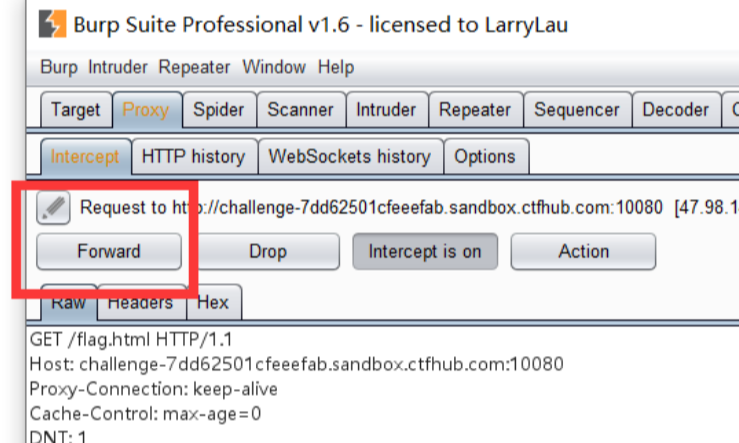 Burp Suite Professional v1.6 - licensed to LarryLau
Burp Intruder Repeater Window Help
Target Proxy Spider Scanner Intruder Repeater Sequencer Decoder
Intercept HTTP history WebSockets history Options
Request to http://challenge-7dd62501cfeeefab.sandbox.ctfhub.com:10080 [47.98.1
Forward Drop Intercept is on Action
Raw Headers Hex
GET /flag.html HTTP/1.1
Host: challenge-7dd62501cfeeefab.sandbox.ctfhub.com:10080
Proxy-Connection: keep-alive
Cache-Control: max-age=0
DNT: 1